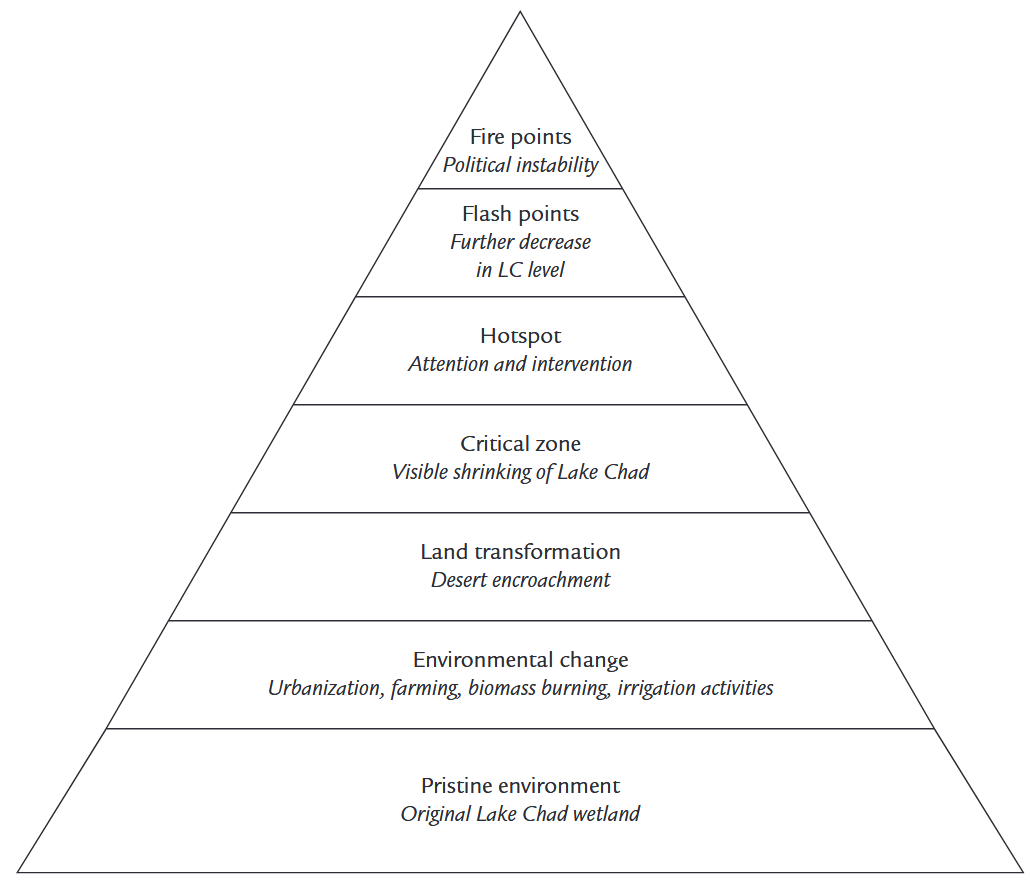 Fire points
Political instability
Flash points
Further decrease
in LC level
Hotspot
Attention and intervention
Critical zone
Visible shrinking of Lake Chad
Land transformation
Desert encroachment
Environmental change
Urbanization, farming, biomass burning, irrigation activities
Pristine environment
Original Lake Chad wetland